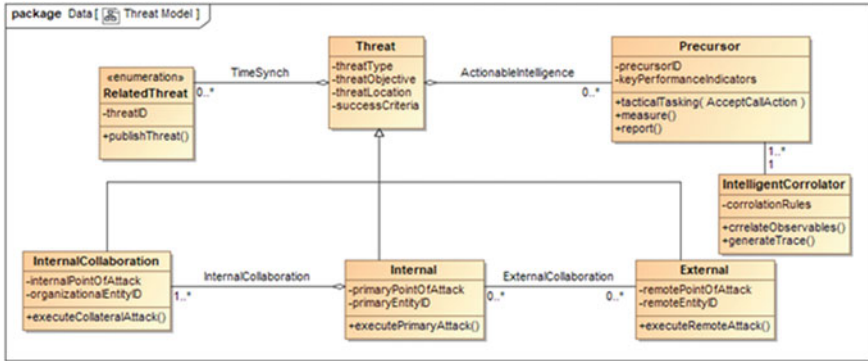 package Data[ Threat Model ]
«enumeration»
RelatedThreat
-threatID
+publishThreat()
TimeSynch
0..*
Threat
-threatType
-threatObjective
-threatLocation
-successCriteria
ActionableIntelligence
0..*
Precursor
-precursorID
-keyPerformanceIndicators
+tacticalTasking( AcceptCallAction )
+measure()
+report()
1..*
1
IntelligentCorrolator
-corrolationRules
+crrelateObservables()
+generateTrace()
InternalCollaboration
-internalPointOfAttack
-organizationalEntityID
+executeCollateralAttack()
InternalCollaboration
1..*
Internal
-primaryPointOfAttack
-primaryEntityID
+executePrimaryAttack()
ExternalCollaboration
0..*
0..*
External
-remotePointOfAttack
-remoteEntityID
+executeRemoteAttack()